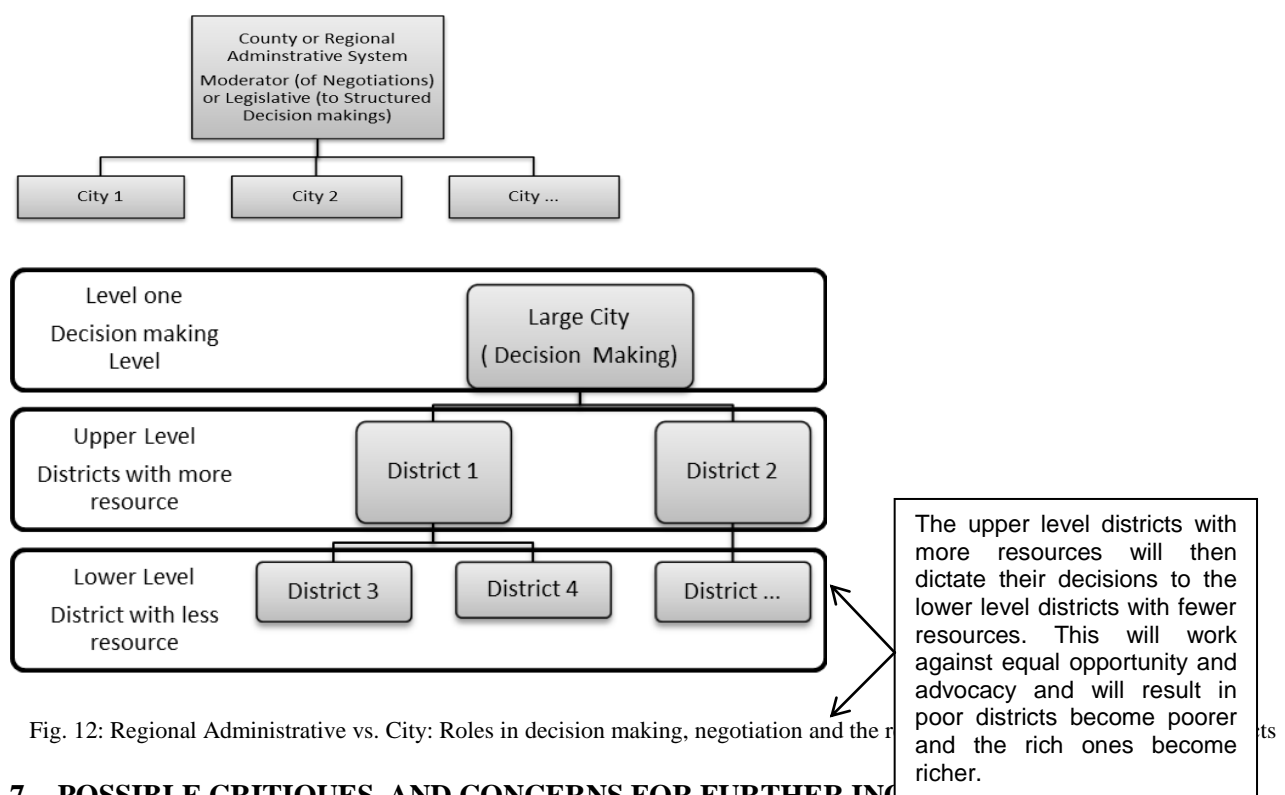 County or Regional
Adminstrative System
Moderator (of Negotiations)
or Legislative (to Structured
Decision makings)
City 1
City 2
City ...
Level one
Decision making
Level
Large City
( Decision Making)
Upper Level
Districts with more
resource
District 1
District 2
Lower Level
District with less
resource
District 3
District 4
District ...
The upper level districts with
more resources will then
dictate their decisions to the
lower level districts with fewer
resources. This will work
against equal opportunity and
advocacy and will result in
poor districts become poorer
and the rich ones become
richer.
Fig. 12: Regional Administrative vs. City: Roles in decision making, negotiation and the
7. POSSIBLE CRITIQUES AND CONCERNS FOR FURTHER